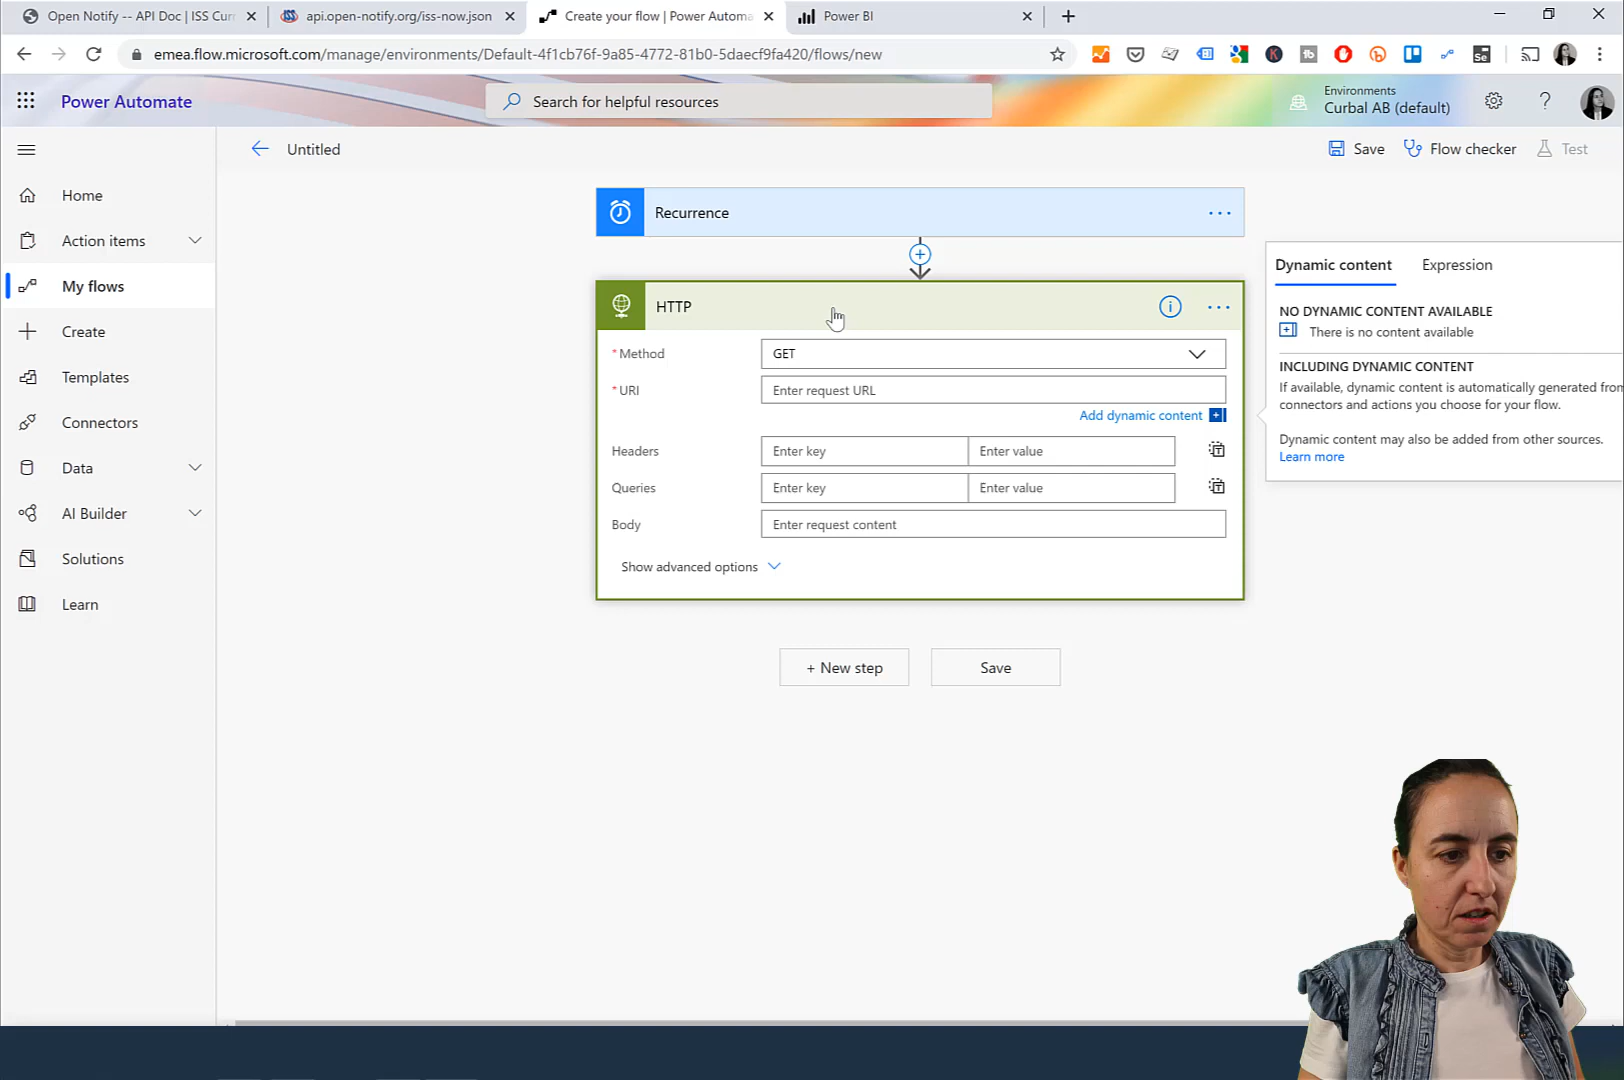 Open Notify -- API Doc | ISS Curr
api.open-notify.org/iss-now.json
Create your flow | Power Automa
Power BI
emea.flow.microsoft.com/manage/environments/Default-4f1cb76f-9a85-4772-81b0-5daecf9fa420/flows/new
Power Automate
Search for helpful resources
Environments
Curbal AB (default)
Untitled
Save
Flow checker
Test
Home
Action items
My flows
Create
Templates
Connectors
Data
AI Builder
Solutions
Learn
Recurrence
HTTP
* Method
GET
* URI
Enter request URL
Add dynamic content
Headers
Enter key
Enter value
Queries
Enter key
Enter value
Body
Enter request content
Show advanced options
+ New step
Save
Dynamic content
Expression
NO DYNAMIC CONTENT AVAILABLE
There is no content available
INCLUDING DYNAMIC CONTENT
If available, dynamic content is automatically generated from
connectors and actions you choose for your flow.
Dynamic content may also be added from other sources.
Learn more